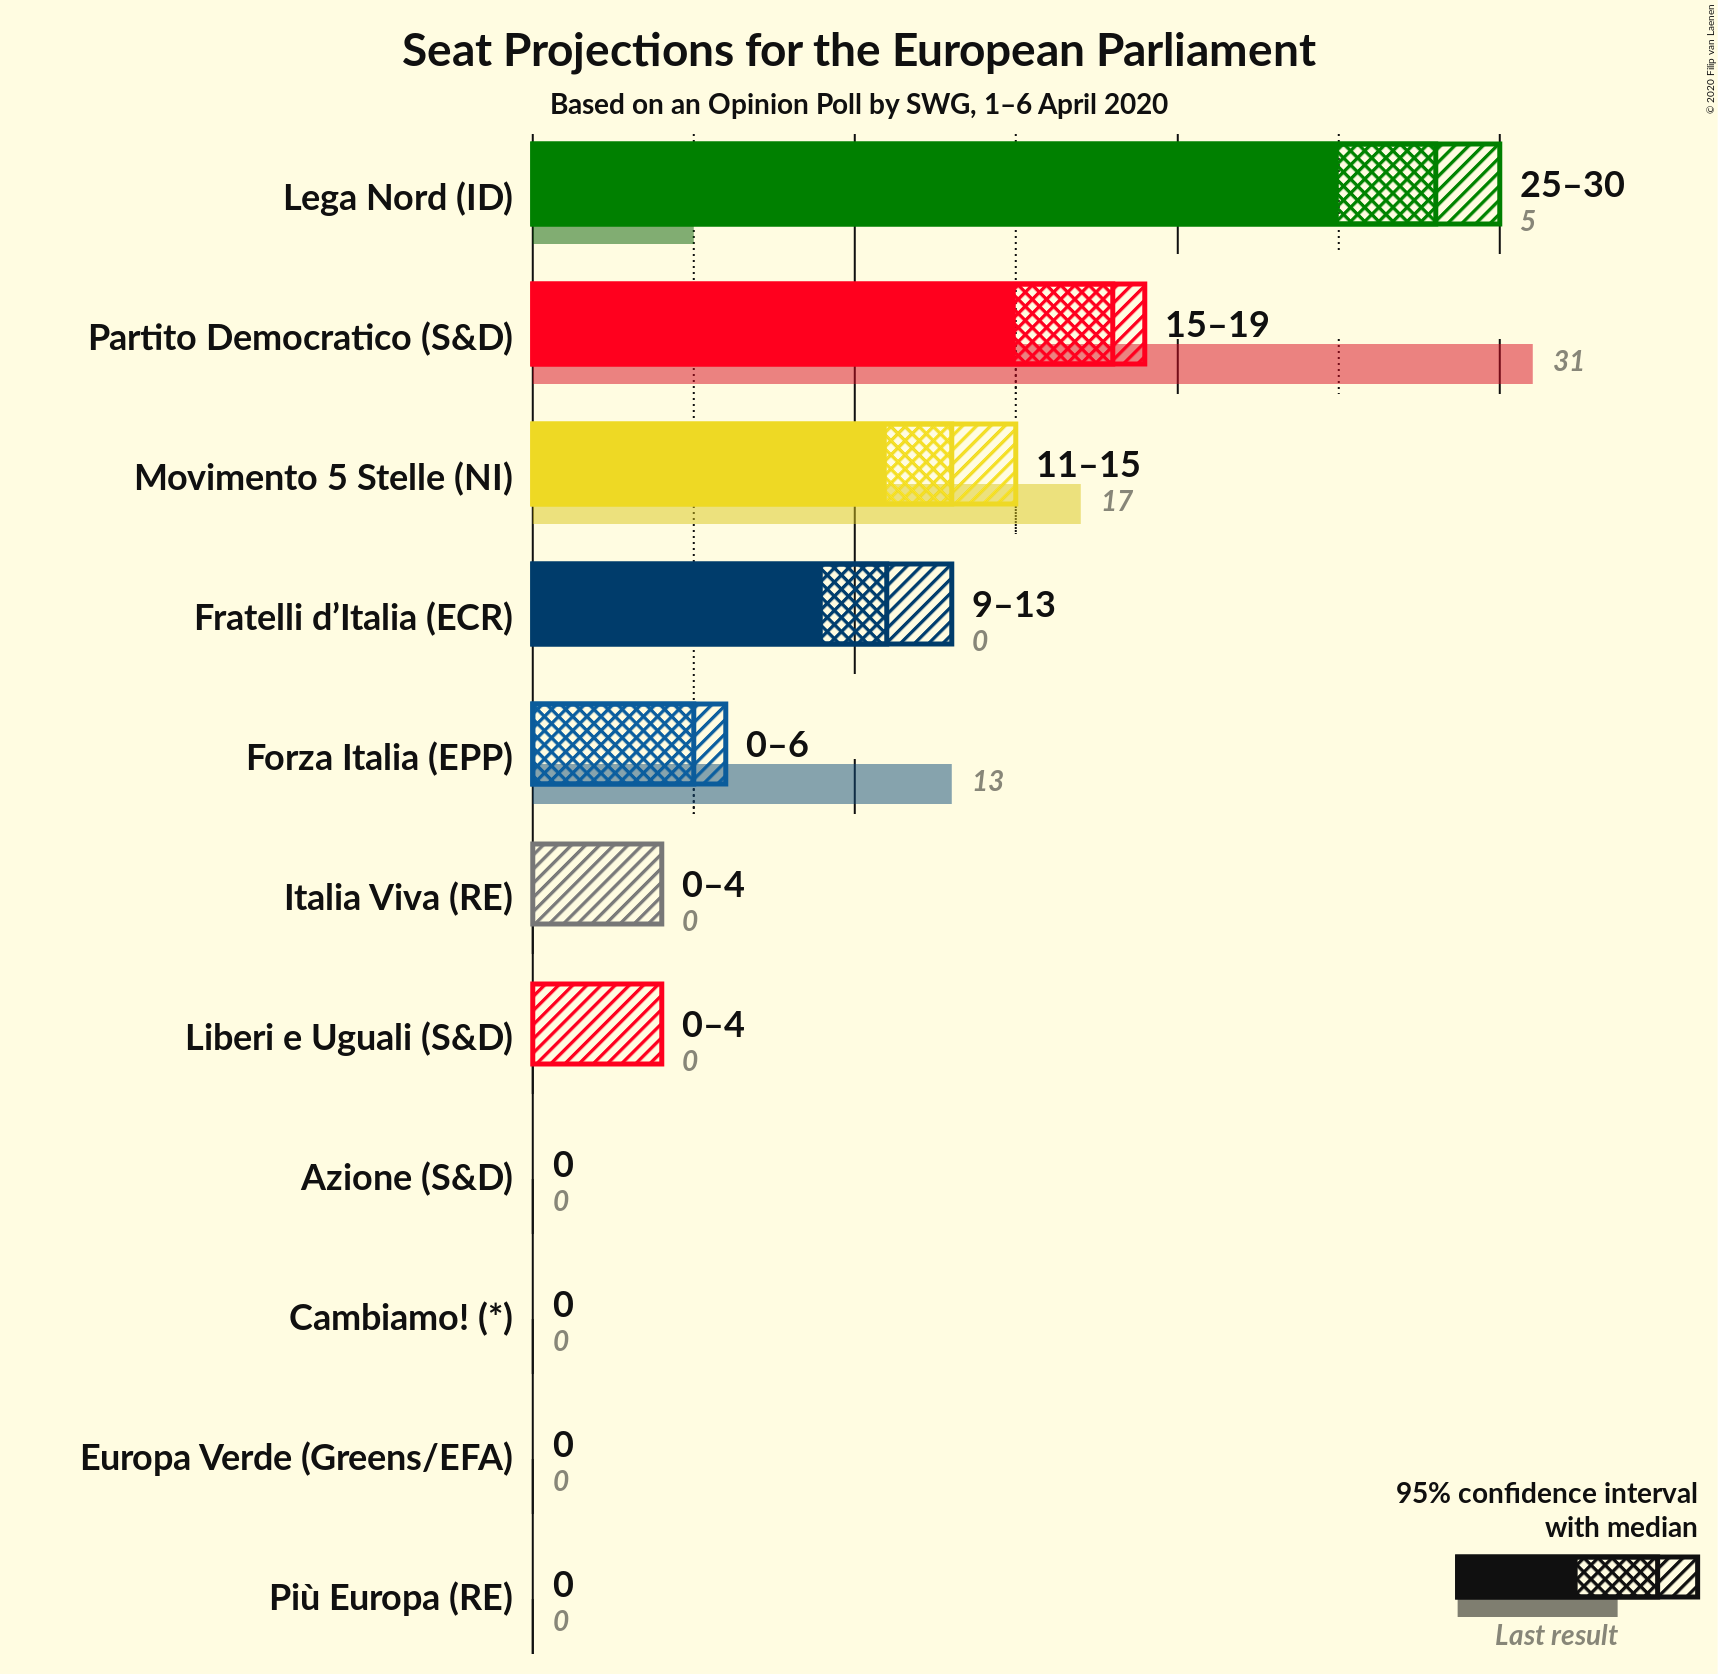 Seat Projections for the European Parliament
Based on an Opinion Poll by SWG, 1–6 April 2020
© 2020 Filip van Laenen
Lega Nord (ID)
25–30
5
Partito Democratico (S&D)
15–19
31
Movimento 5 Stelle (NI)
11–15
17
Fratelli d’Italia (ECR)
9–13
0
Forza Italia (EPP)
0–6
13
Italia Viva (RE)
0–4
0
Liberi e Uguali (S&D)
0–4
0
Azione (S&D)
0
0
Cambiamo! (*)
0
0
Europa Verde (Greens/EFA)
0
0
Più Europa (RE)
0
0
95% confidence interval
with median
Last result